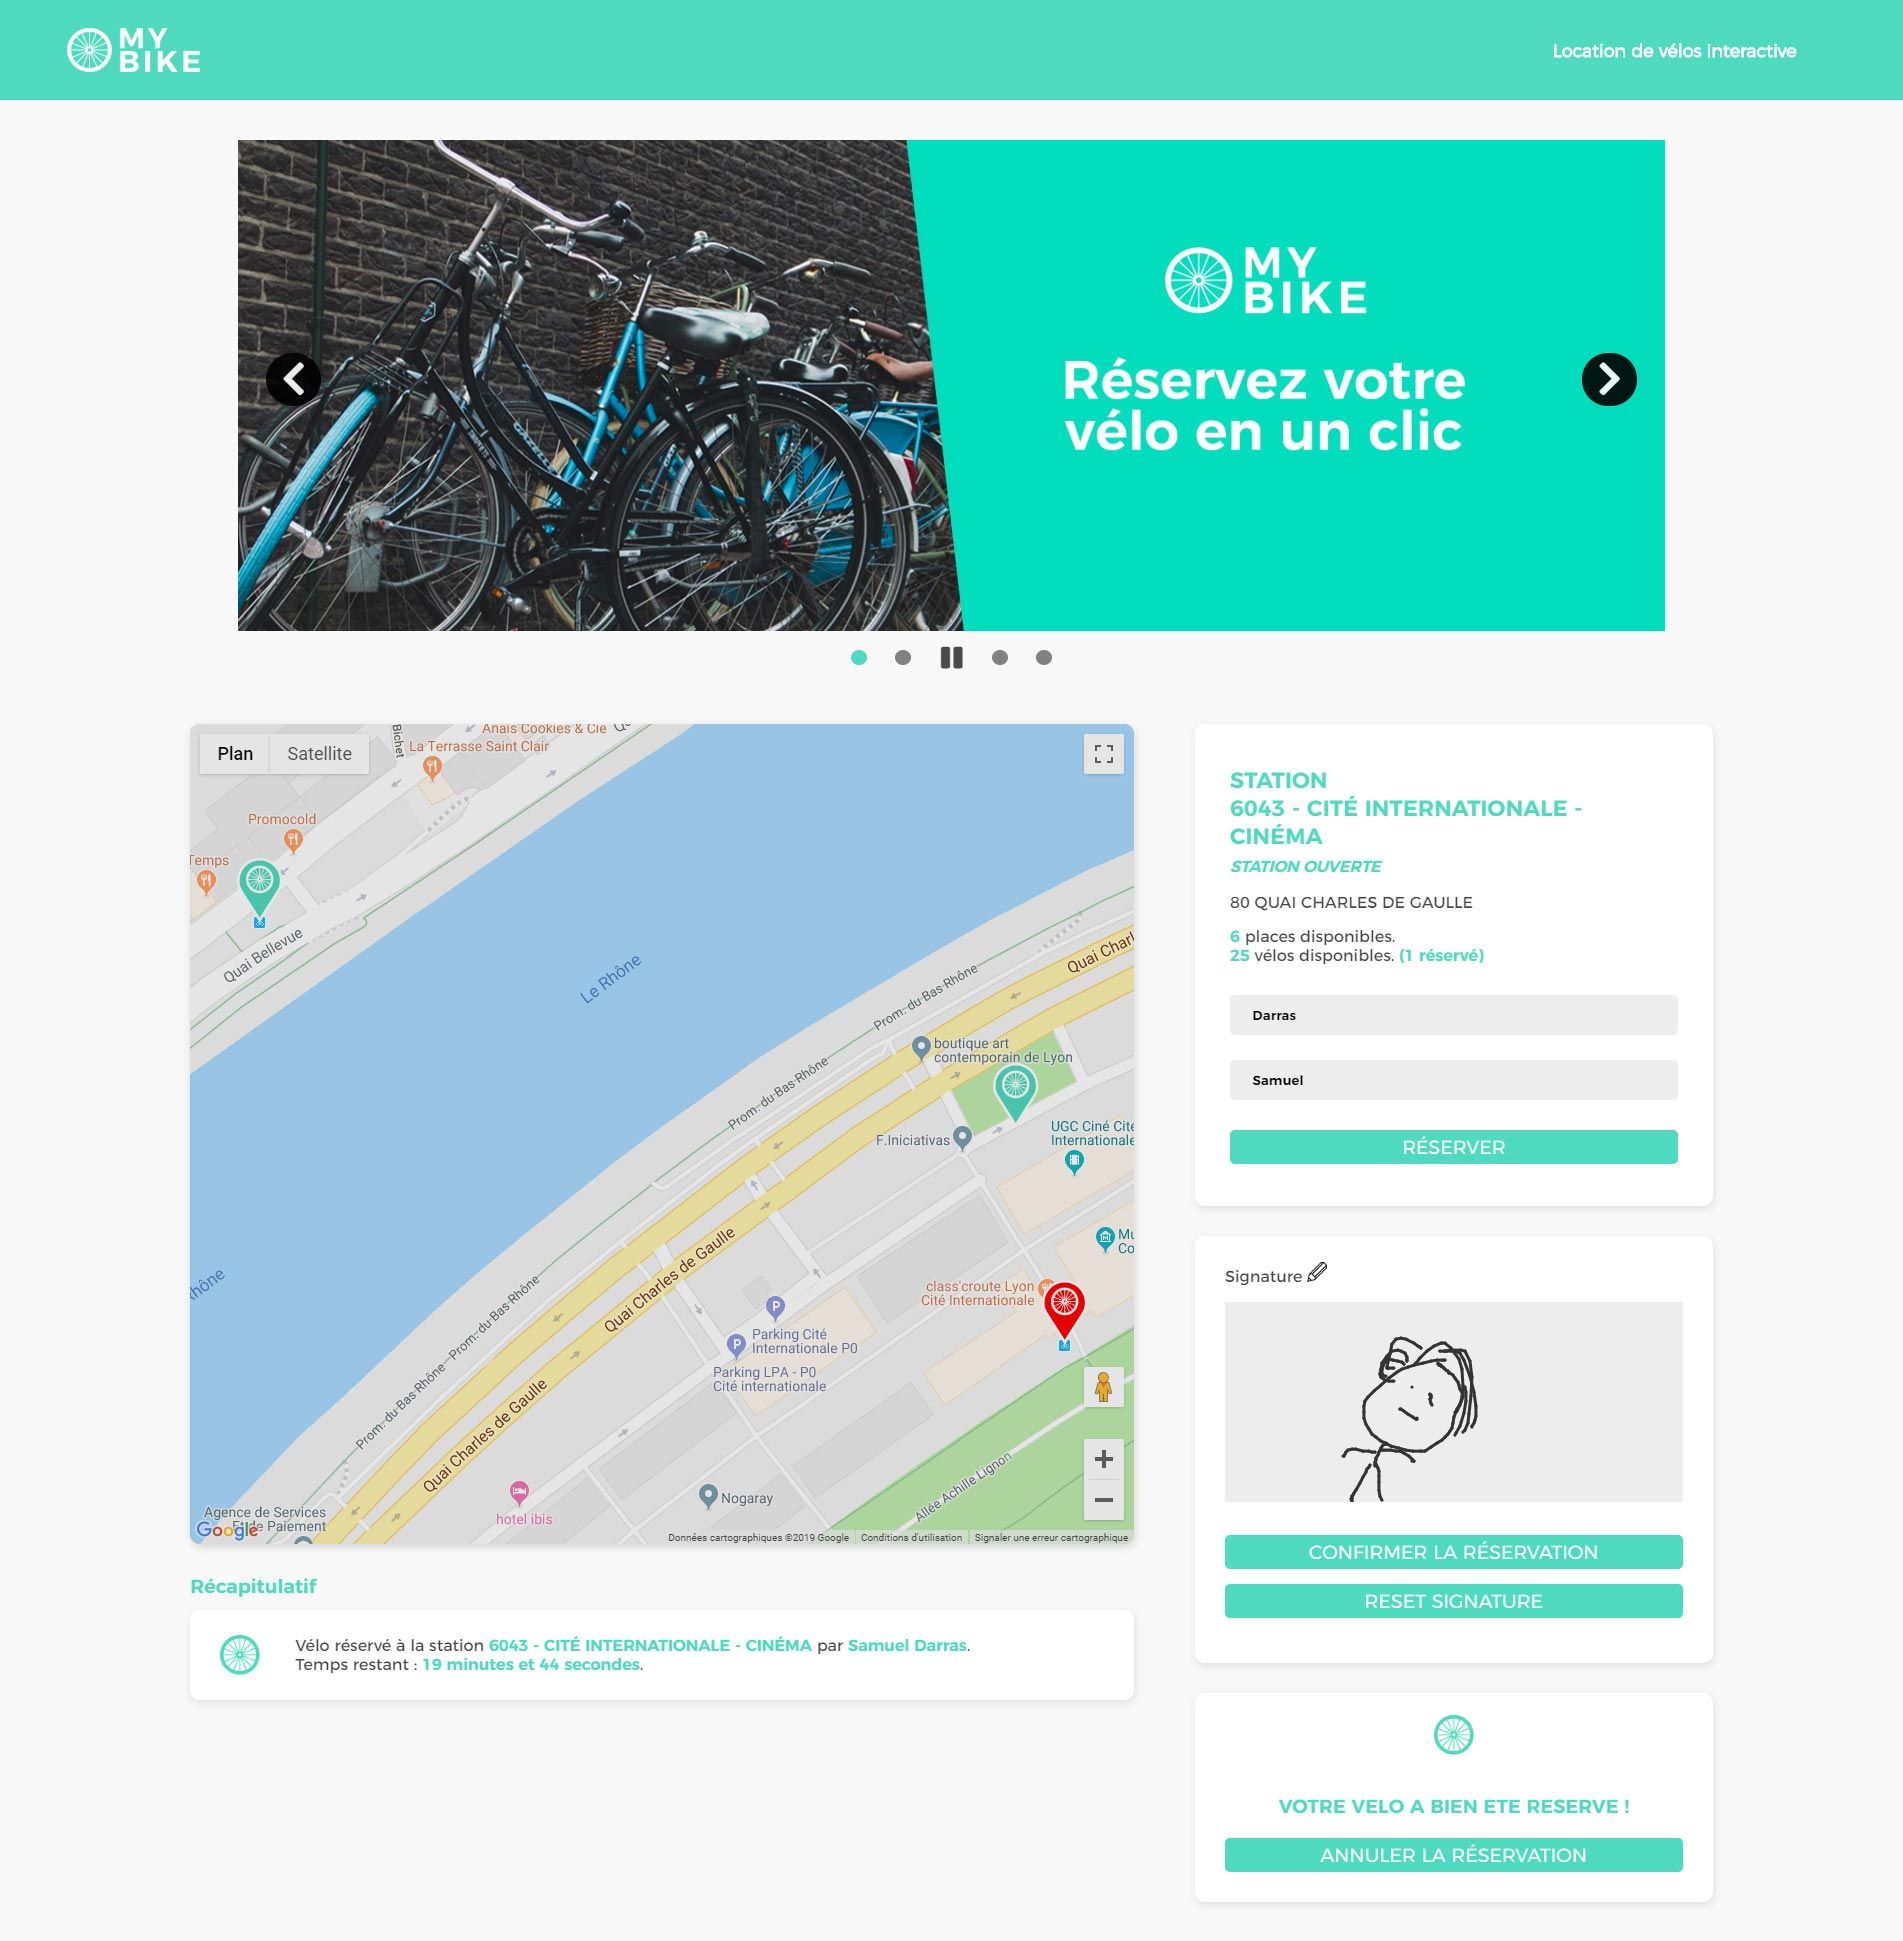 MY
BIKE
Location de vélos interactive
MY
BIKE
Réservez votre
vélo en un clic
Plan
Satellite
Bichet
Anaïs Cookies & Cie
La Terrasse Saint Clair
Promocold
Temps
Quai Bellevue
Le Rhône
Quai Charl
Prom. du Bas Rhône
boutique art
contemporain de Lyon
Prom. du Bas Rhône
F.Iniciativas
UGC Ciné Cité
Internationale
Mu
Co
Rhône
Quai Charles de Gaulle
class'croute Lyon
Cité Internationale
Prom. du Bas Rhône
Parking Cité
Internationale P0
Parking LPA - P0
Cité internationale
Prom. du Bas Rhône
Quai Charles de Gaulle
Allée Achille Lignon
Nogaray
hotel ibis
Agence de Services
Et de Paiement
Google
Données cartographiques ©2019 Google
Conditions d'utilisation
Signaler une erreur cartographique
STATION
6043 - CITÉ INTERNATIONALE -
CINÉMA
STATION OUVERTE
80 QUAI CHARLES DE GAULLE
6 places disponibles.
25 vélos disponibles. (1 réservé)
Darras
Samuel
RÉSERVER
Signature
CONFIRMER LA RÉSERVATION
RESET SIGNATURE
Récapitulatif
Vélo réservé à la station 6043 - CITÉ INTERNATIONALE - CINÉMA par Samuel Darras.
Temps restant : 19 minutes et 44 secondes.
VOTRE VELO A BIEN ETE RESERVE !
ANNULER LA RÉSERVATION